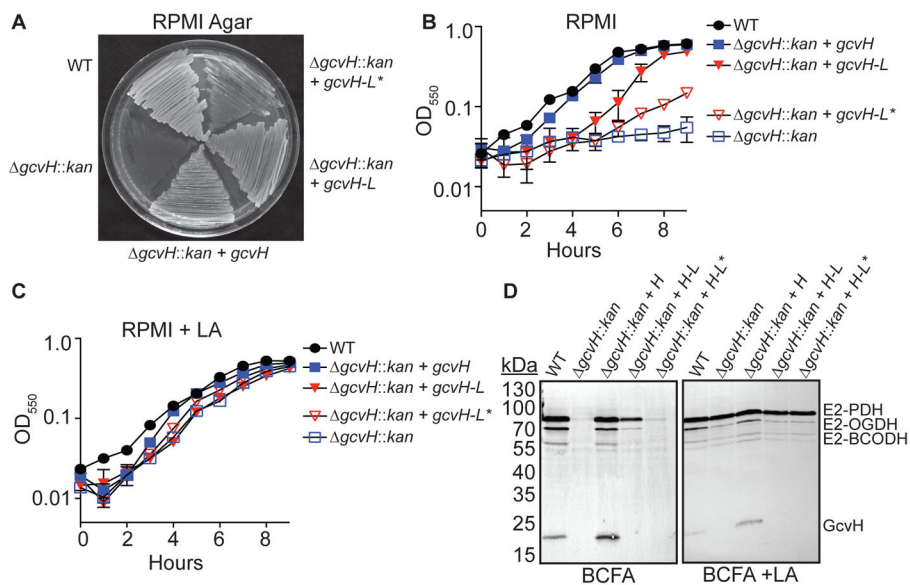 A
RPMI Agar
WT
ΔgcvH::kan
+ gcvH-L*
ΔgcvH::kan
ΔgcvH::kan
+ gcvH-L
ΔgcvH::kan + gcvH
B
RPMI
OD550
1.0
0.1
0.01
0
2
4
6
8
Hours
WT
ΔgcvH::kan + gcvH
ΔgcvH::kan + gcvH-L
ΔgcvH::kan + gcvH-L*
ΔgcvH::kan
C
RPMI + LA
OD550
1.0
0.1
0.01
0
2
4
6
8
Hours
WT
ΔgcvH::kan + gcvH
ΔgcvH::kan + gcvH-L
ΔgcvH::kan + gcvH-L*
ΔgcvH::kan
D
WT
ΔgcvH::kan
ΔgcvH::kan + H
ΔgcvH::kan + H-L
ΔgcvH::kan + H-L*
WT
ΔgcvH::kan
ΔgcvH::kan + H
ΔgcvH::kan + H-L
ΔgcvH::kan + H-L*
kDa
130
100
70
55
40
35
25
15
E2-PDH
E2-OGDH
E2-BCODH
GcvH
BCFA
BCFA +LA